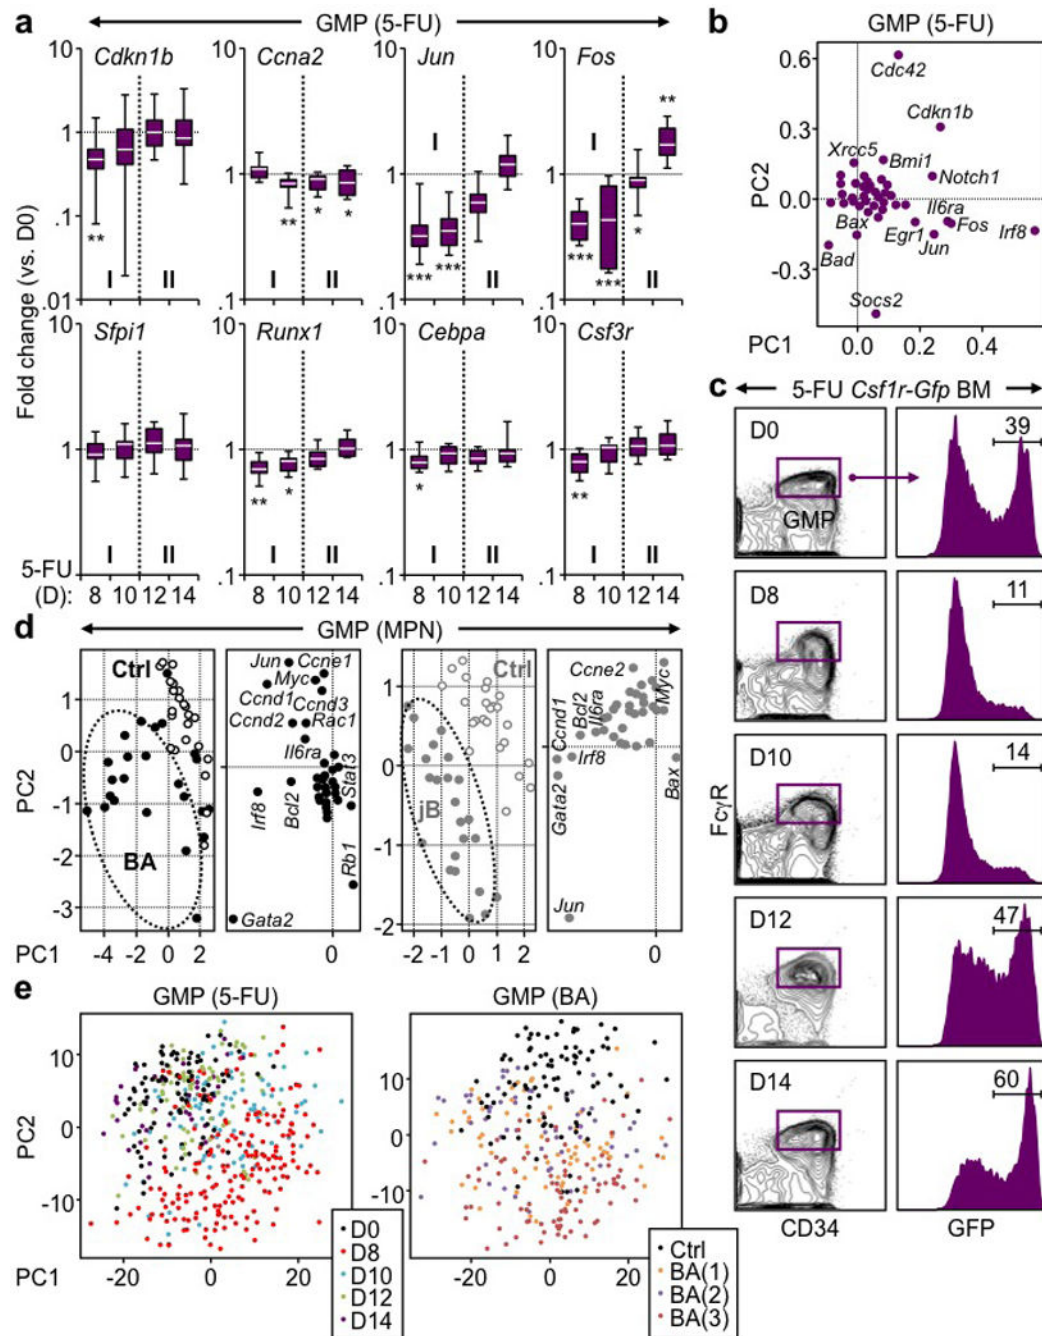 a
GMP (5-FU)
Fold change (vs. D0)
10
1
.1
.01
Cdkn1b
**
I
II
10
1
.1
Ccna2
**
*
*
I
II
10
1
.1
Jun
I
***
***
II
10
1
.1
Fos
I
***
***
*
**
II
10
1
.1
Sfpi1
I
II
10
1
.1
Runx1
**
*
I
II
10
1
.1
Cebpa
*
I
II
10
1
.1
Csf3r
**
I
II
5-FU
(D):
8 10 12 14
8 10 12 14
8 10 12 14
8 10 12 14
b
GMP (5-FU)
PC2
0.6
0.3
0.0
-0.3
Cdc42
Cdkn1b
Xrcc5
Bmi1
Notch1
Il6ra
Bax
Egr1
Fos
Irf8
Jun
Bad
Socs2
PC1
0.0 0.2 0.4
c
5-FU Csf1r-Gfp BM
D0
GMP
39
D8
11
D10
14
D12
47
D14
60
FcγR
CD34
GFP
d
GMP (MPN)
PC2
1
0
-1
-2
-3
Ctrl
BA
PC1
-4 -2 0 2
Jun
Ccne1
Myc
Ccnd1
Ccnd3
Ccnd2
Rac1
Il6ra
Stat3
Irf8
Bcl2
Rb1
Gata2
0
1
0
-1
-2
Ctrl
jB
-2 -1 0 1 2
Ccne2
Myc
Ccnd1
Bcl2
Il6ra
Irf8
Gata2
Bax
Jun
0
e
GMP (5-FU)
PC2
10
0
-10
PC1
-20 0 20
D0
D8
D10
D12
D14
GMP (BA)
10
0
-10
-20 0 20
Ctrl
BA(1)
BA(2)
BA(3)